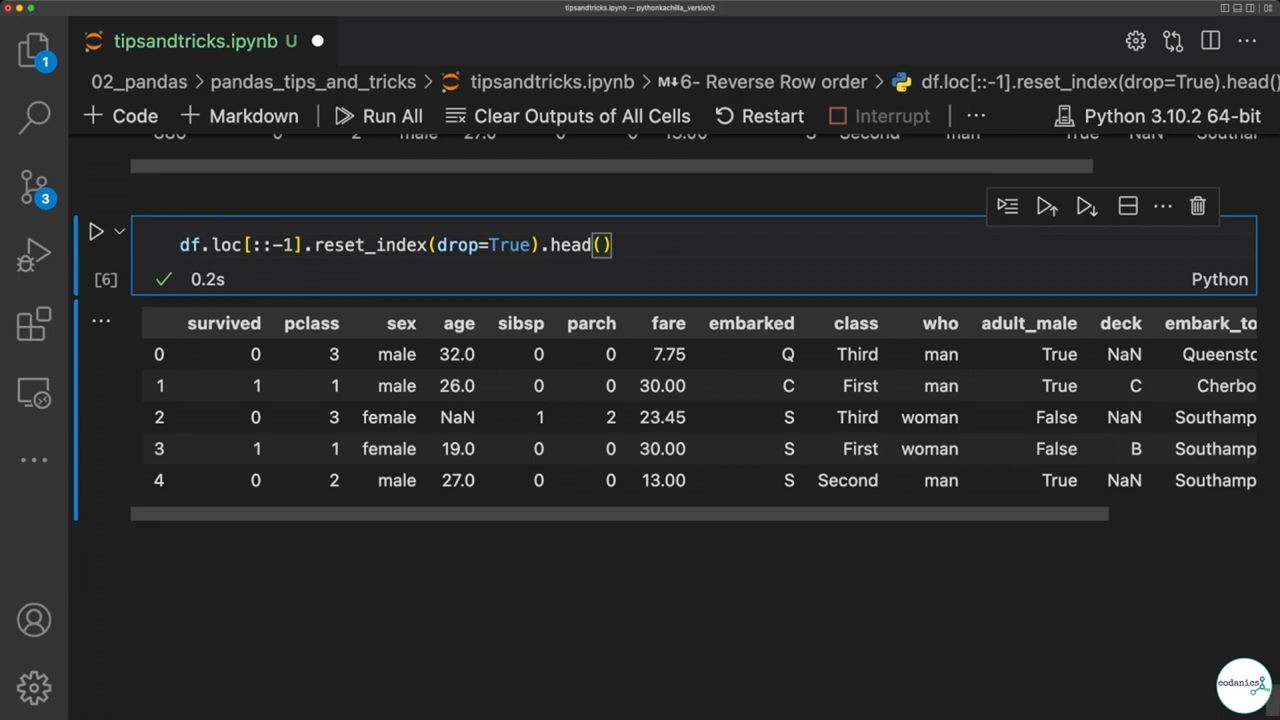 tipsandtricks.ipynb — pythonkachilla_version2
tipsandtricks.ipynb U
1
02_pandas > pandas_tips_and_tricks > tipsandtricks.ipynb > M↓6- Reverse Row order > df.loc[::-1].reset_index(drop=True).head()
+ Code + Markdown | Run All Clear Outputs of All Cells Restart Interrupt | ... Python 3.10.2 64-bit
3
df.loc[::-1].reset_index(drop=True).head()
[6] ✓ 0.2s Python
survived pclass sex age sibsp parch fare embarked class who adult_male deck embark_to
0 0 3 male 32.0 0 0 7.75 Q Third man True NaN Queenstc
1 1 1 male 26.0 0 0 30.00 C First man True C Cherbo
2 0 3 female NaN 1 2 23.45 S Third woman False NaN Southamp
3 1 1 female 19.0 0 0 30.00 S First woman False B Southamp
4 0 2 male 27.0 0 0 13.00 S Second man True NaN Southamp
codanics